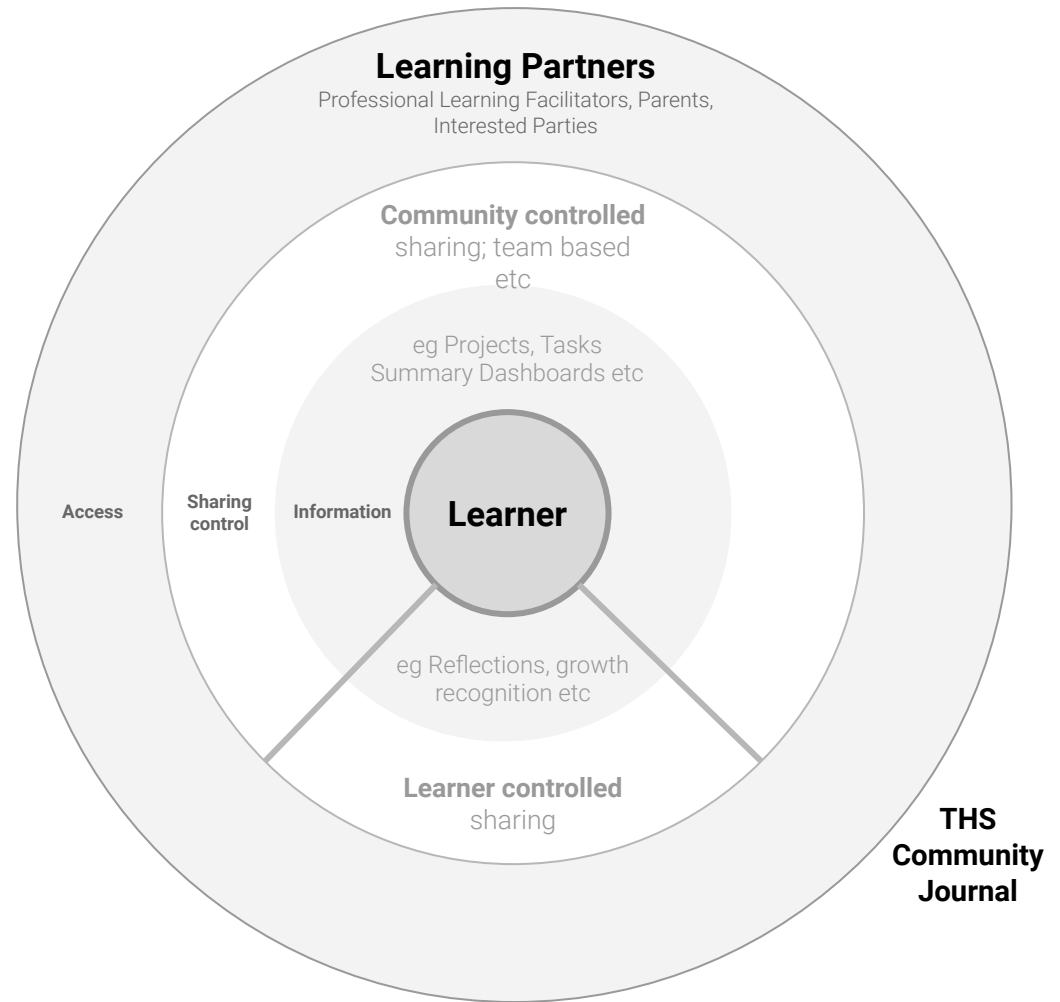 Learning Partners
Professional Learning Facilitators, Parents,
Interested Parties
Community controlled
sharing; team based
etc
eg Projects, Tasks
Summary Dashboards etc
Access
Sharing
control
Information
Learner
eg Reflections, growth
recognition etc
Learner controlled
sharing
THS
Community
Journal